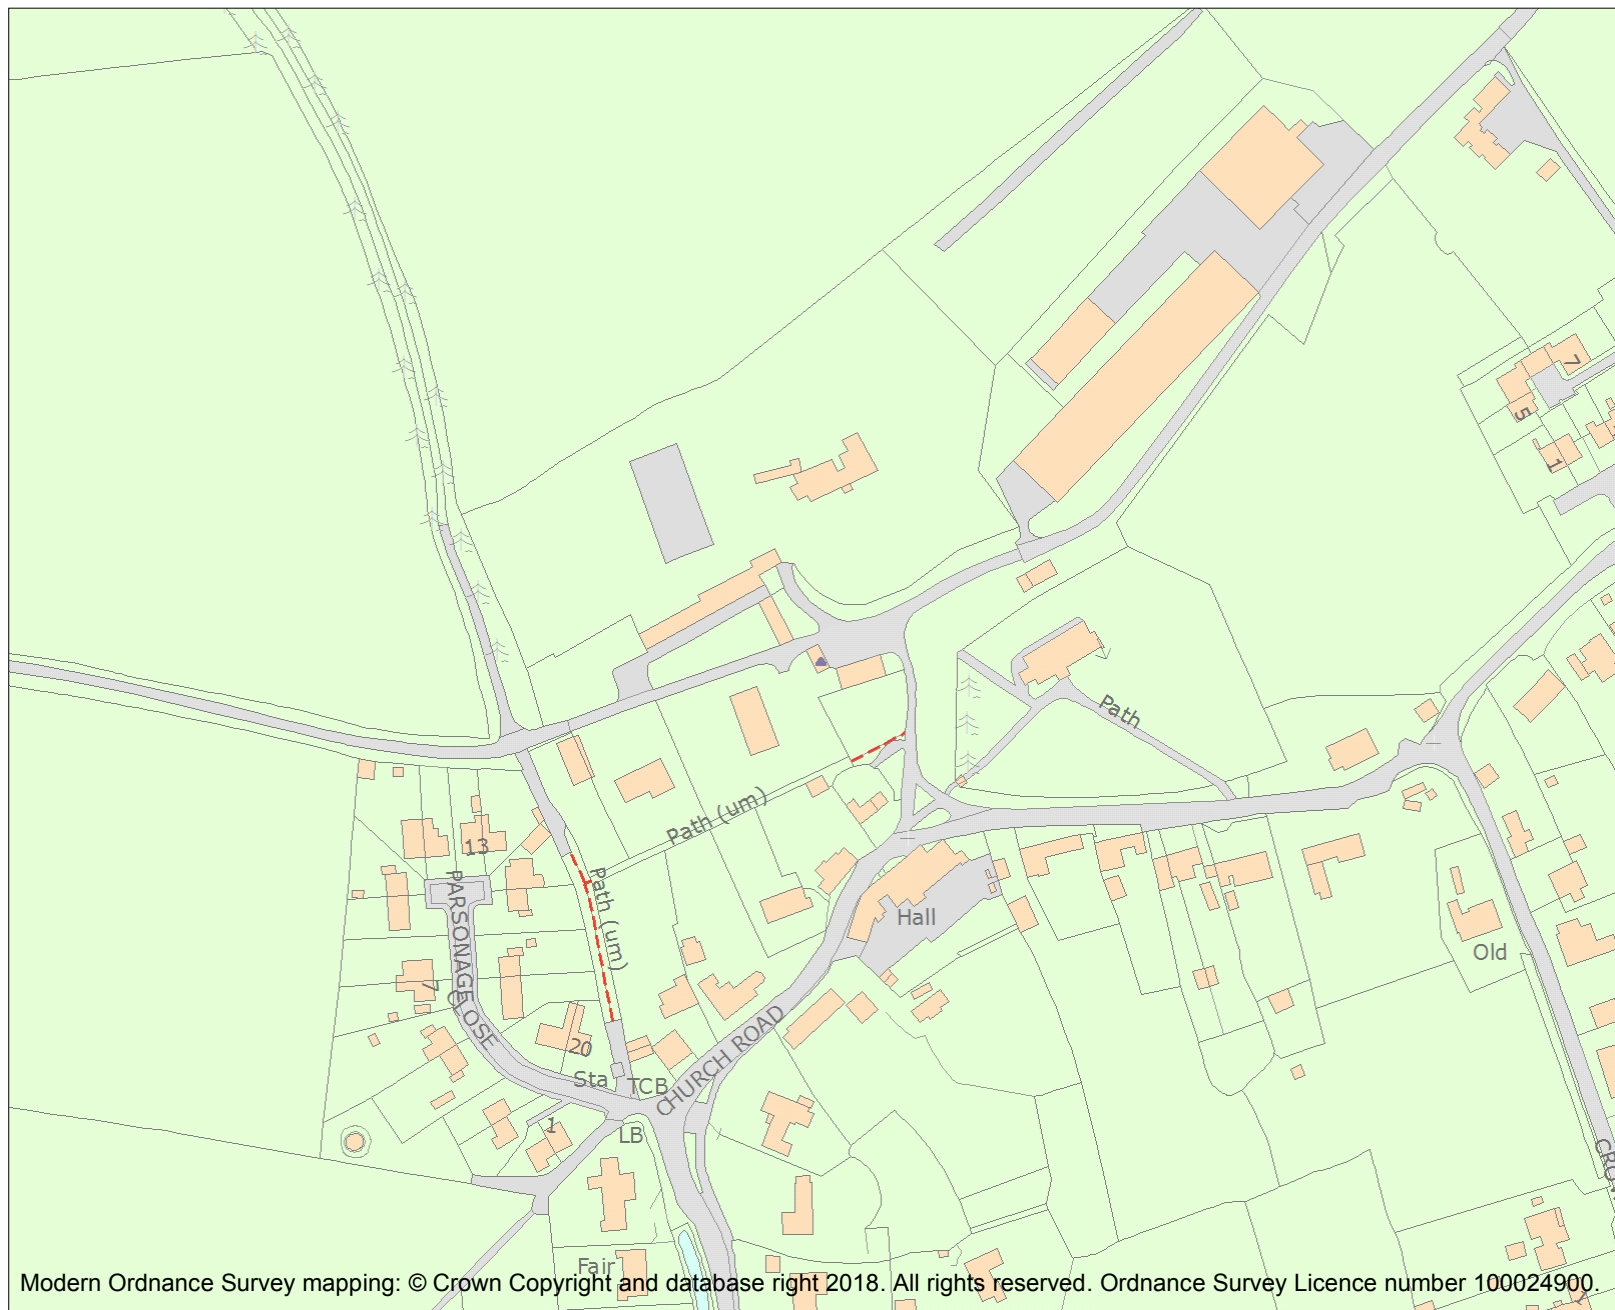 7
5
1
Path
Path (um)
13
Path (um)
PARSONAGE CLOSE
Hall
Old
7
20
Sta
TCB
CHURCH ROAD
1
LB
Fair
Modern Ordnance Survey mapping: © Crown Copyright and database right 2018. All rights reserved. Ordnance Survey Licence number 100024900.